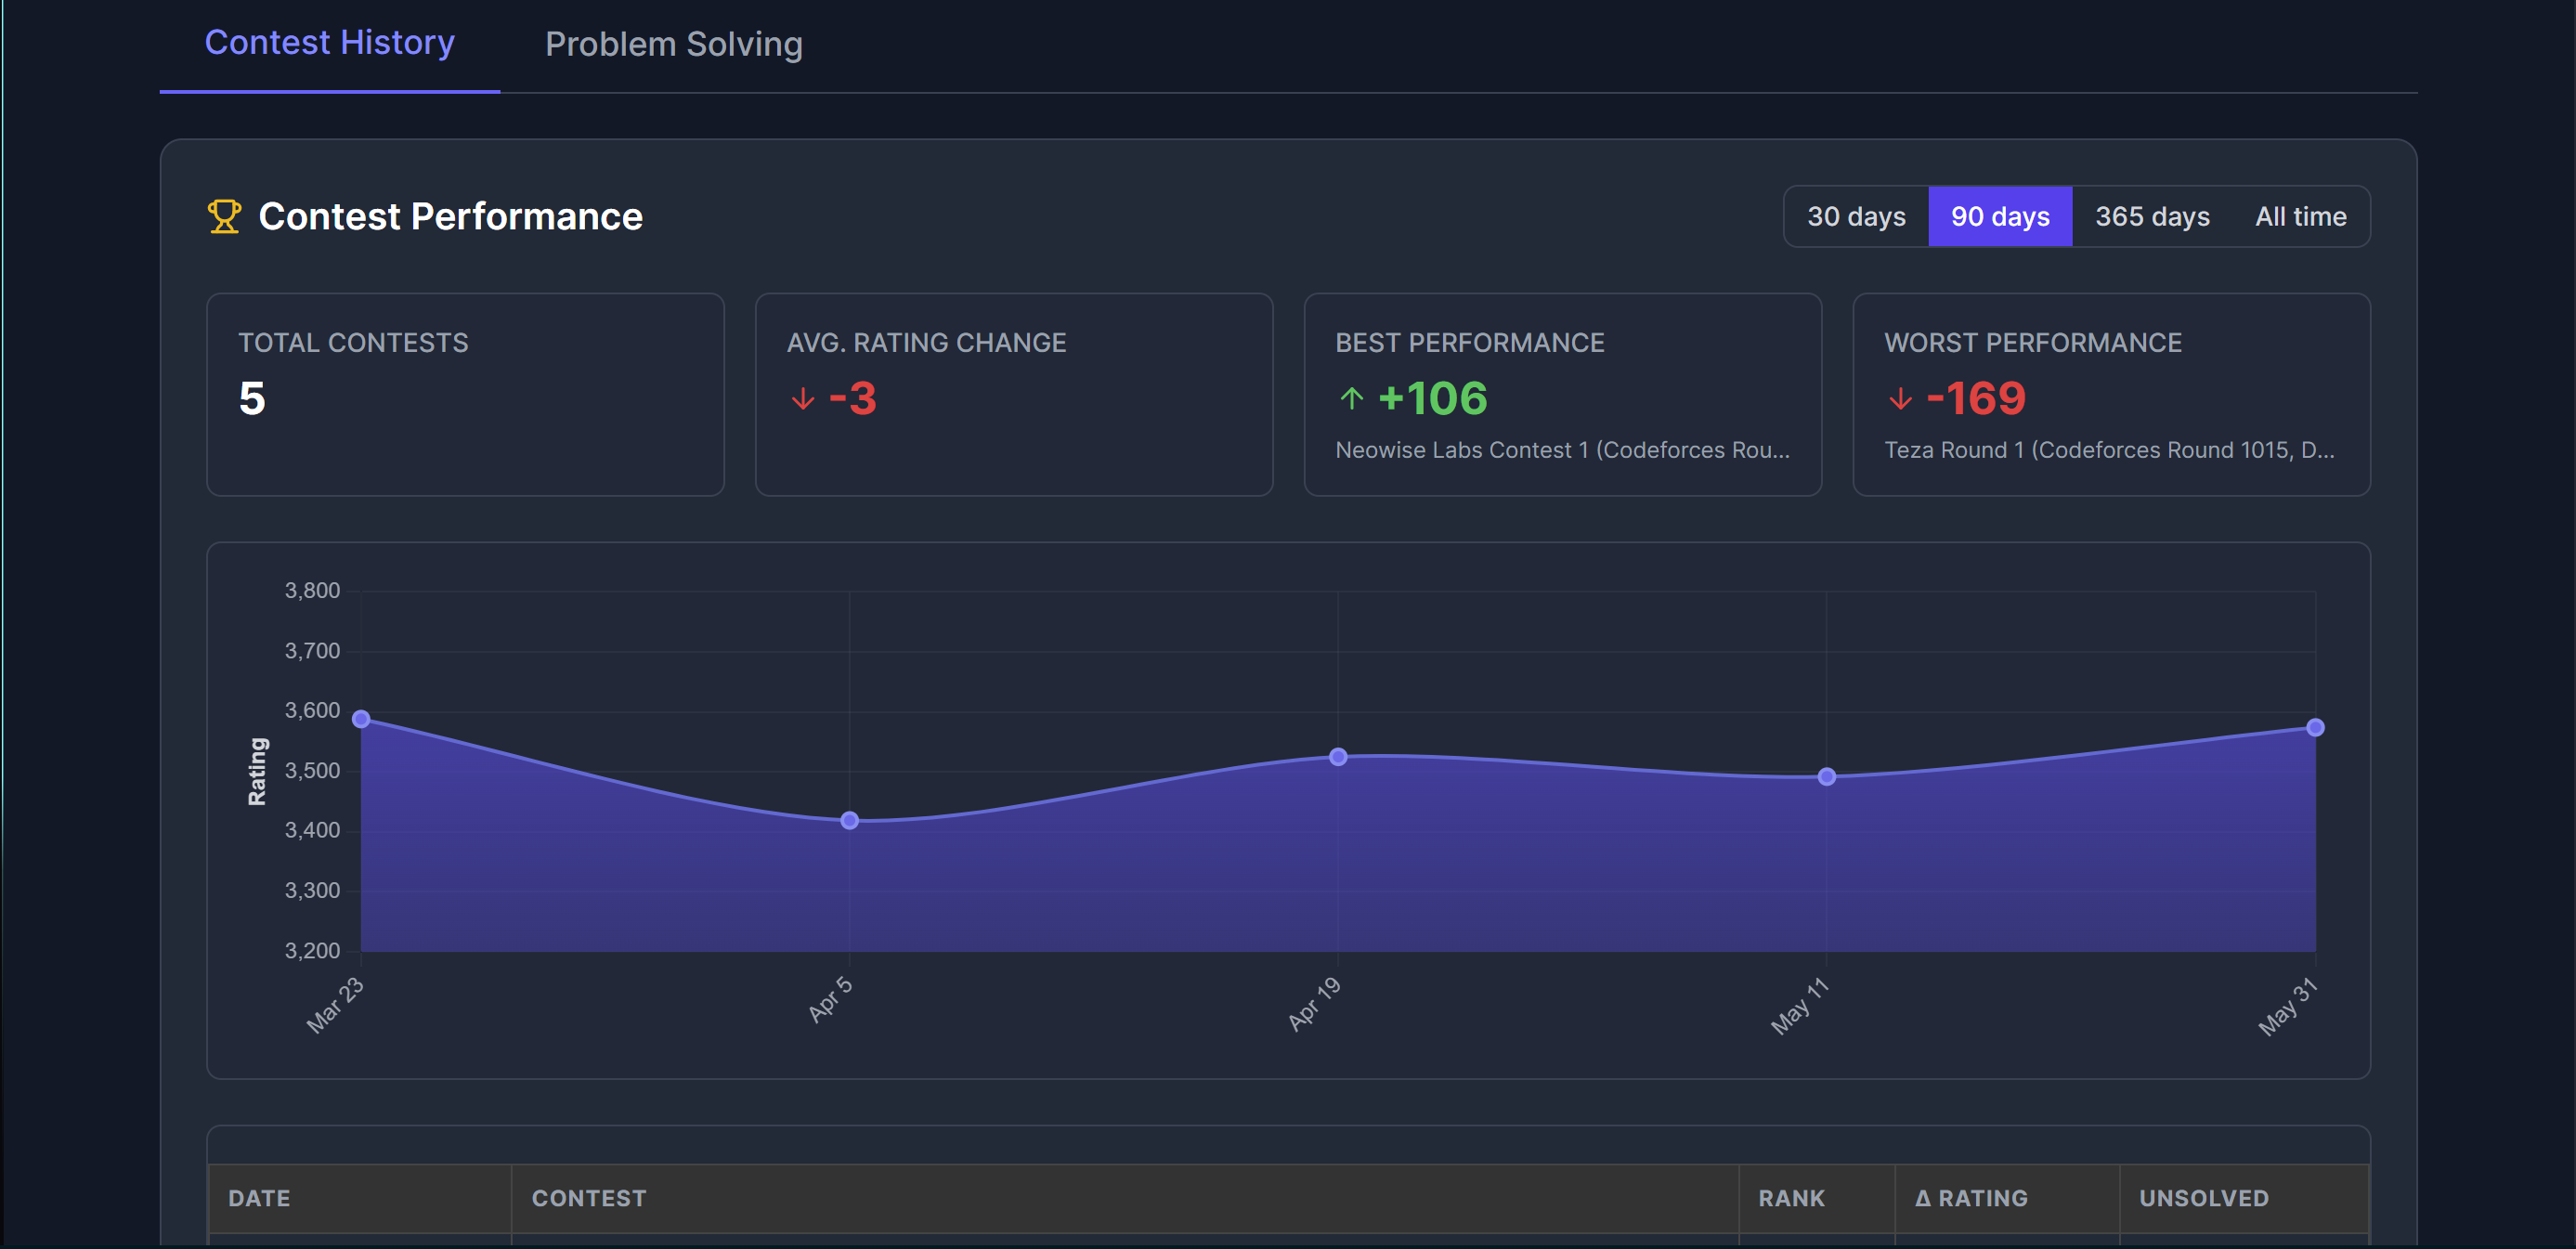 Contest History Problem Solving
Contest Performance
30 days 90 days 365 days All time
TOTAL CONTESTS
5
AVG. RATING CHANGE
↓ -3
BEST PERFORMANCE
↑ +106
Neowise Labs Contest 1 (Codeforces Rou...
WORST PERFORMANCE
↓ -169
Teza Round 1 (Codeforces Round 1015, D...
Rating
3,800
3,700
3,600
3,500
3,400
3,300
3,200
Mar 23 Apr 5 Apr 19 May 11 May 31
DATE CONTEST RANK Δ RATING UNSOLVED